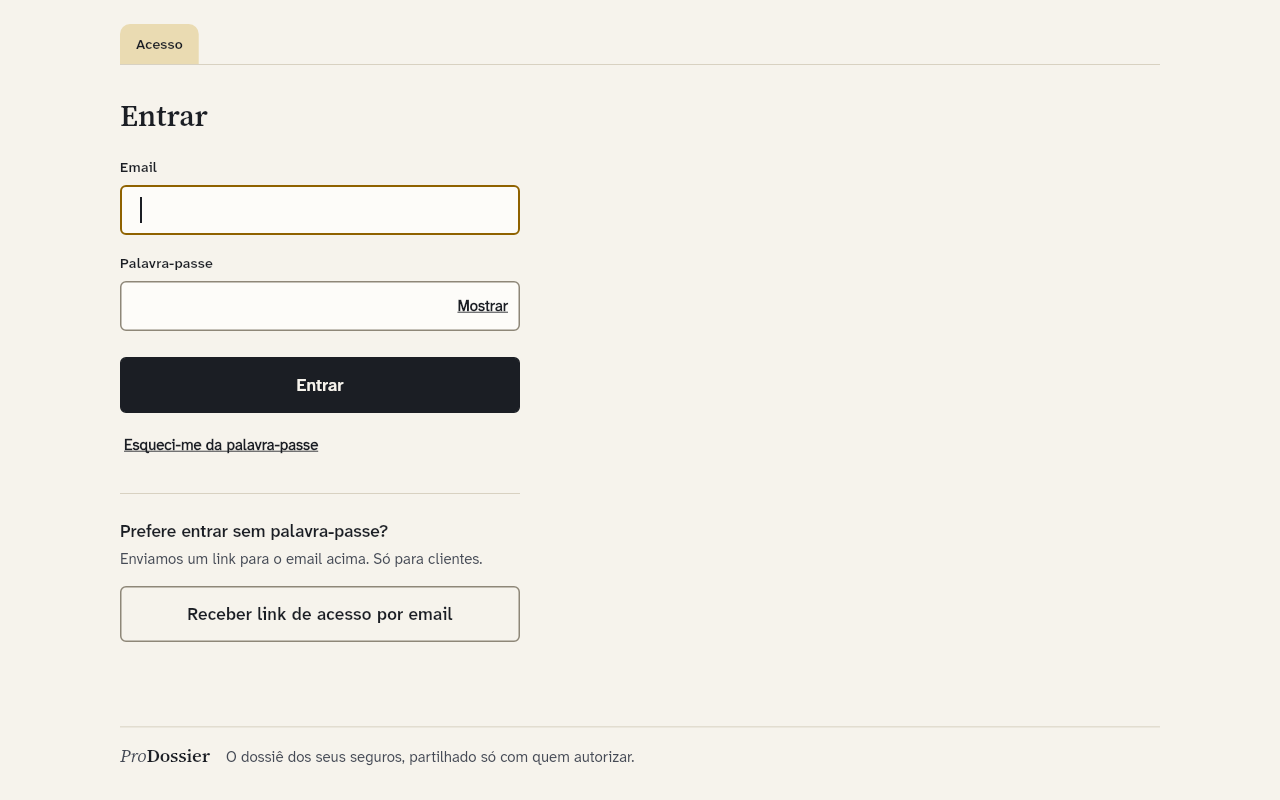 Acesso
Entrar
Email
Palavra-passe
Mostrar
Entrar
Esqueci-me da palavra-passe
Prefere entrar sem palavra-passe?
Enviamos um link para o email acima. Só para clientes.
Receber link de acesso por email
ProDossier O dossiê dos seus seguros, partilhado só com quem autorizar.